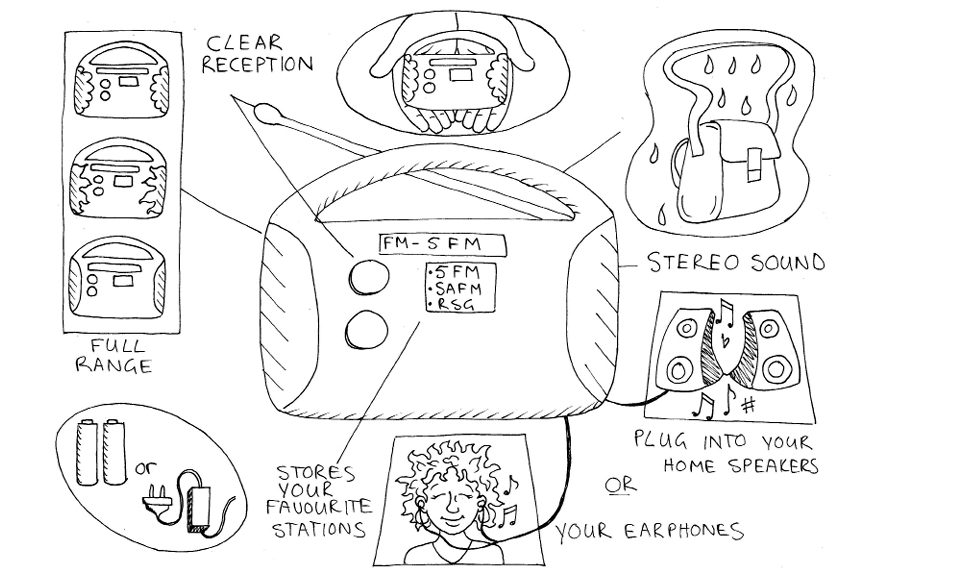 CLEAR
RECEPTION
FM-5FM
•5FM
•SAFM
•RSG
STEREO SOUND
FULL
RANGE
PLUG INTO YOUR
HOME SPEAKERS
or
STORES
YOUR
FAVOURITE
STATIONS
OR
YOUR EARPHONES